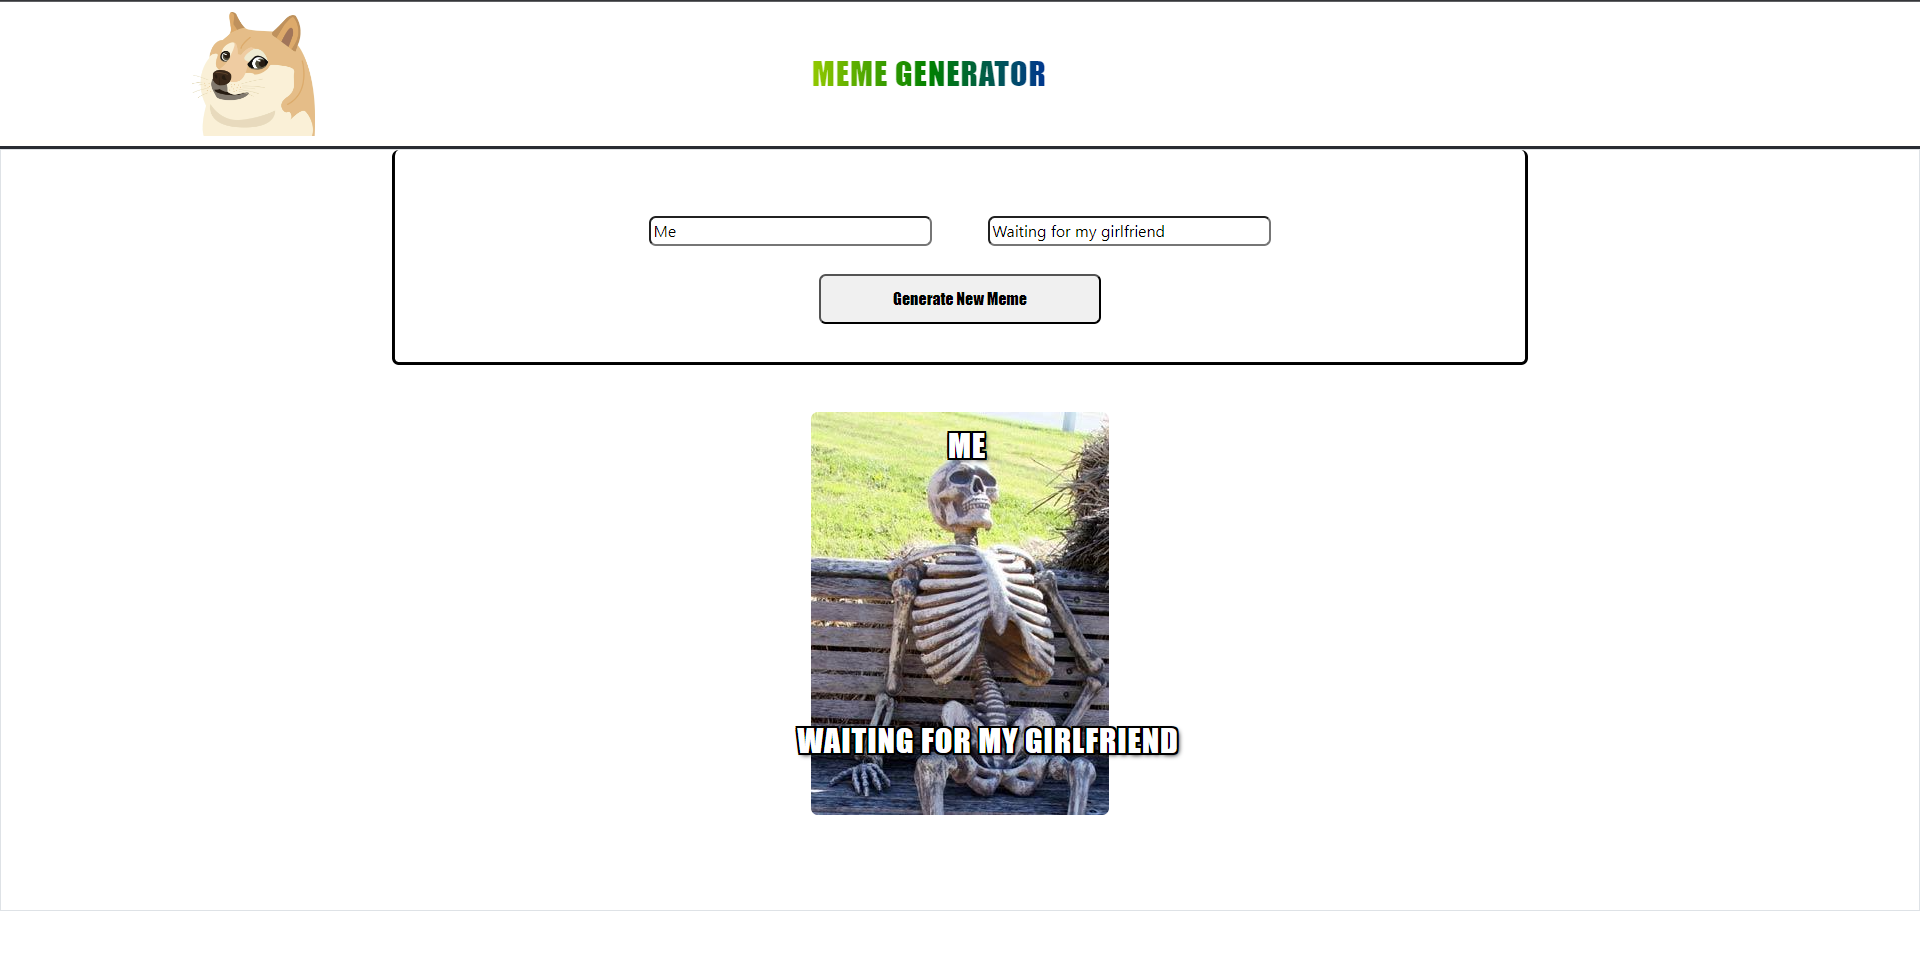 MEME GENERATOR
Me
Waiting for my girlfriend
Generate New Meme
ME
WAITING FOR MY GIRLFRIEND